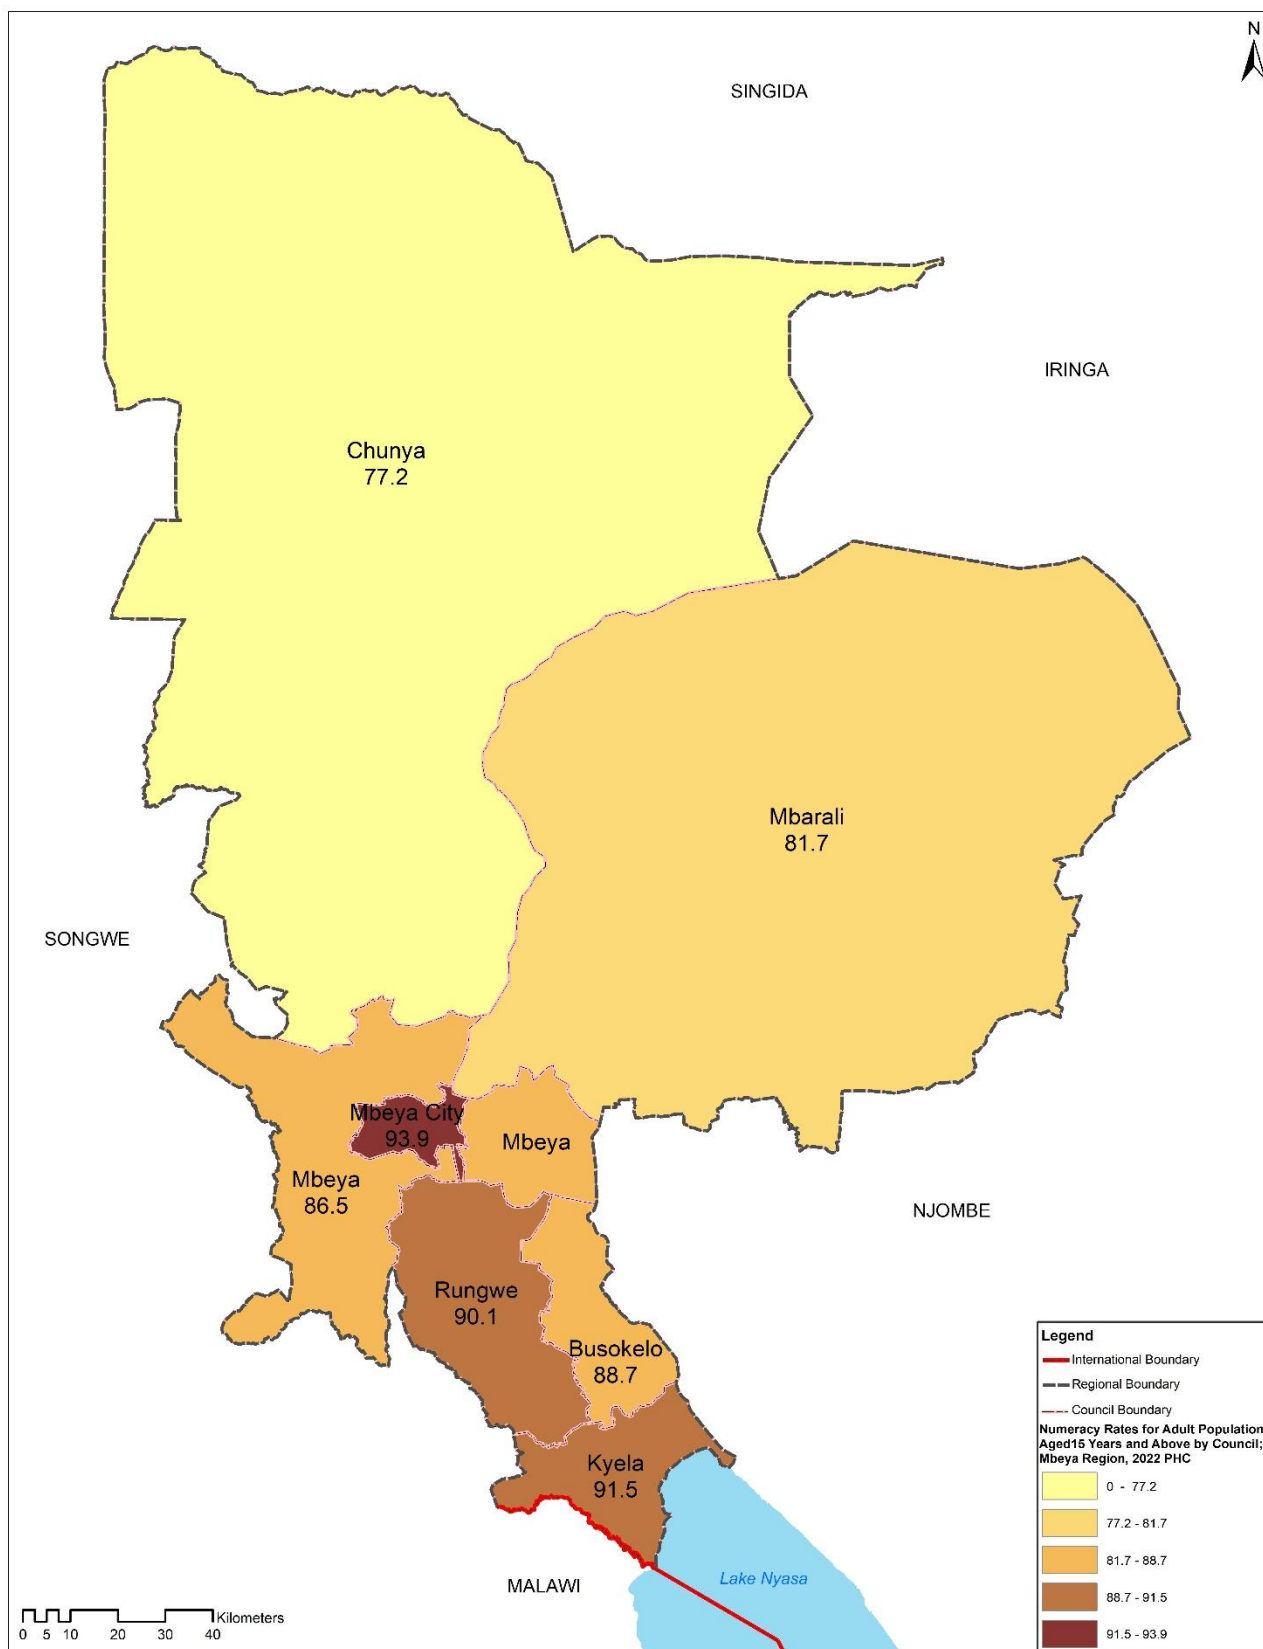 N
SINGIDA
IRINGA
Chunya
77.2
Mbarali
81.7
SONGWE
Mbeya City
93.9
Mbeya
Mbeya
86.5
NJOMBE
Rungwe
90.1
Busokelo
88.7
Kyela
91.5
MALAWI
Lake Nyasa
Kilometers
0 5 10 20 30 40
Legend
International Boundary
Regional Boundary
Council Boundary
Numeracy Rates for Adult Population
Aged15 Years and Above by Council;
Mbeya Region, 2022 PHC
0 - 77.2
77.2 - 81.7
81.7 - 88.7
88.7 - 91.5
91.5 - 93.9